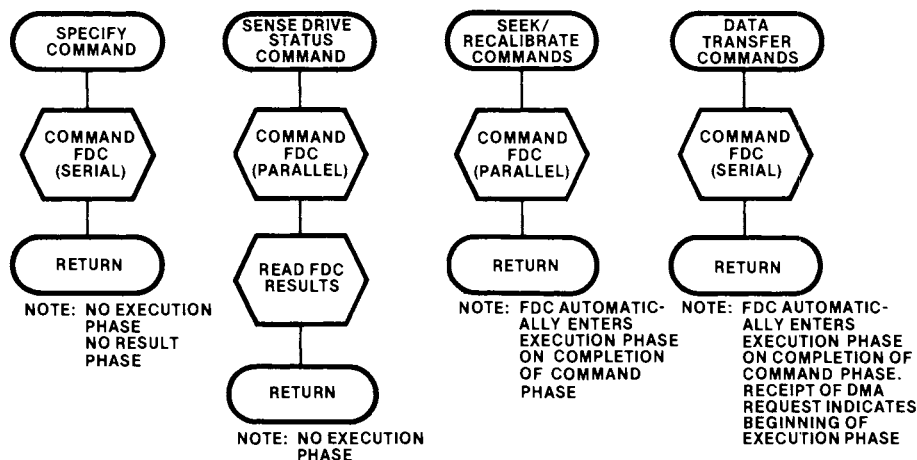 SPECIFY
COMMAND
COMMAND
FDC
(SERIAL)
RETURN
NOTE: NO EXECUTION
PHASE
NO RESULT
PHASE
SENSE DRIVE
STATUS
COMMAND
COMMAND
FDC
(PARALLEL)
READ FDC
RESULTS
RETURN
NOTE: NO EXECUTION
PHASE
SEEK/
RECALIBRATE
COMMANDS
COMMAND
FDC
(PARALLEL)
RETURN
NOTE: FDC AUTOMATIC-
ALLY ENTERS
EXECUTION PHASE
ON COMPLETION
OF COMMAND
PHASE
DATA
TRANSFER
COMMANDS
COMMAND
FDC
(SERIAL)
RETURN
NOTE: FDC AUTOMATIC-
ALLY ENTERS
EXECUTION PHASE
ON COMPLETION OF
COMMAND PHASE.
RECEIPT OF DMA
REQUEST INDICATES
BEGINNING OF
EXECUTION PHASE